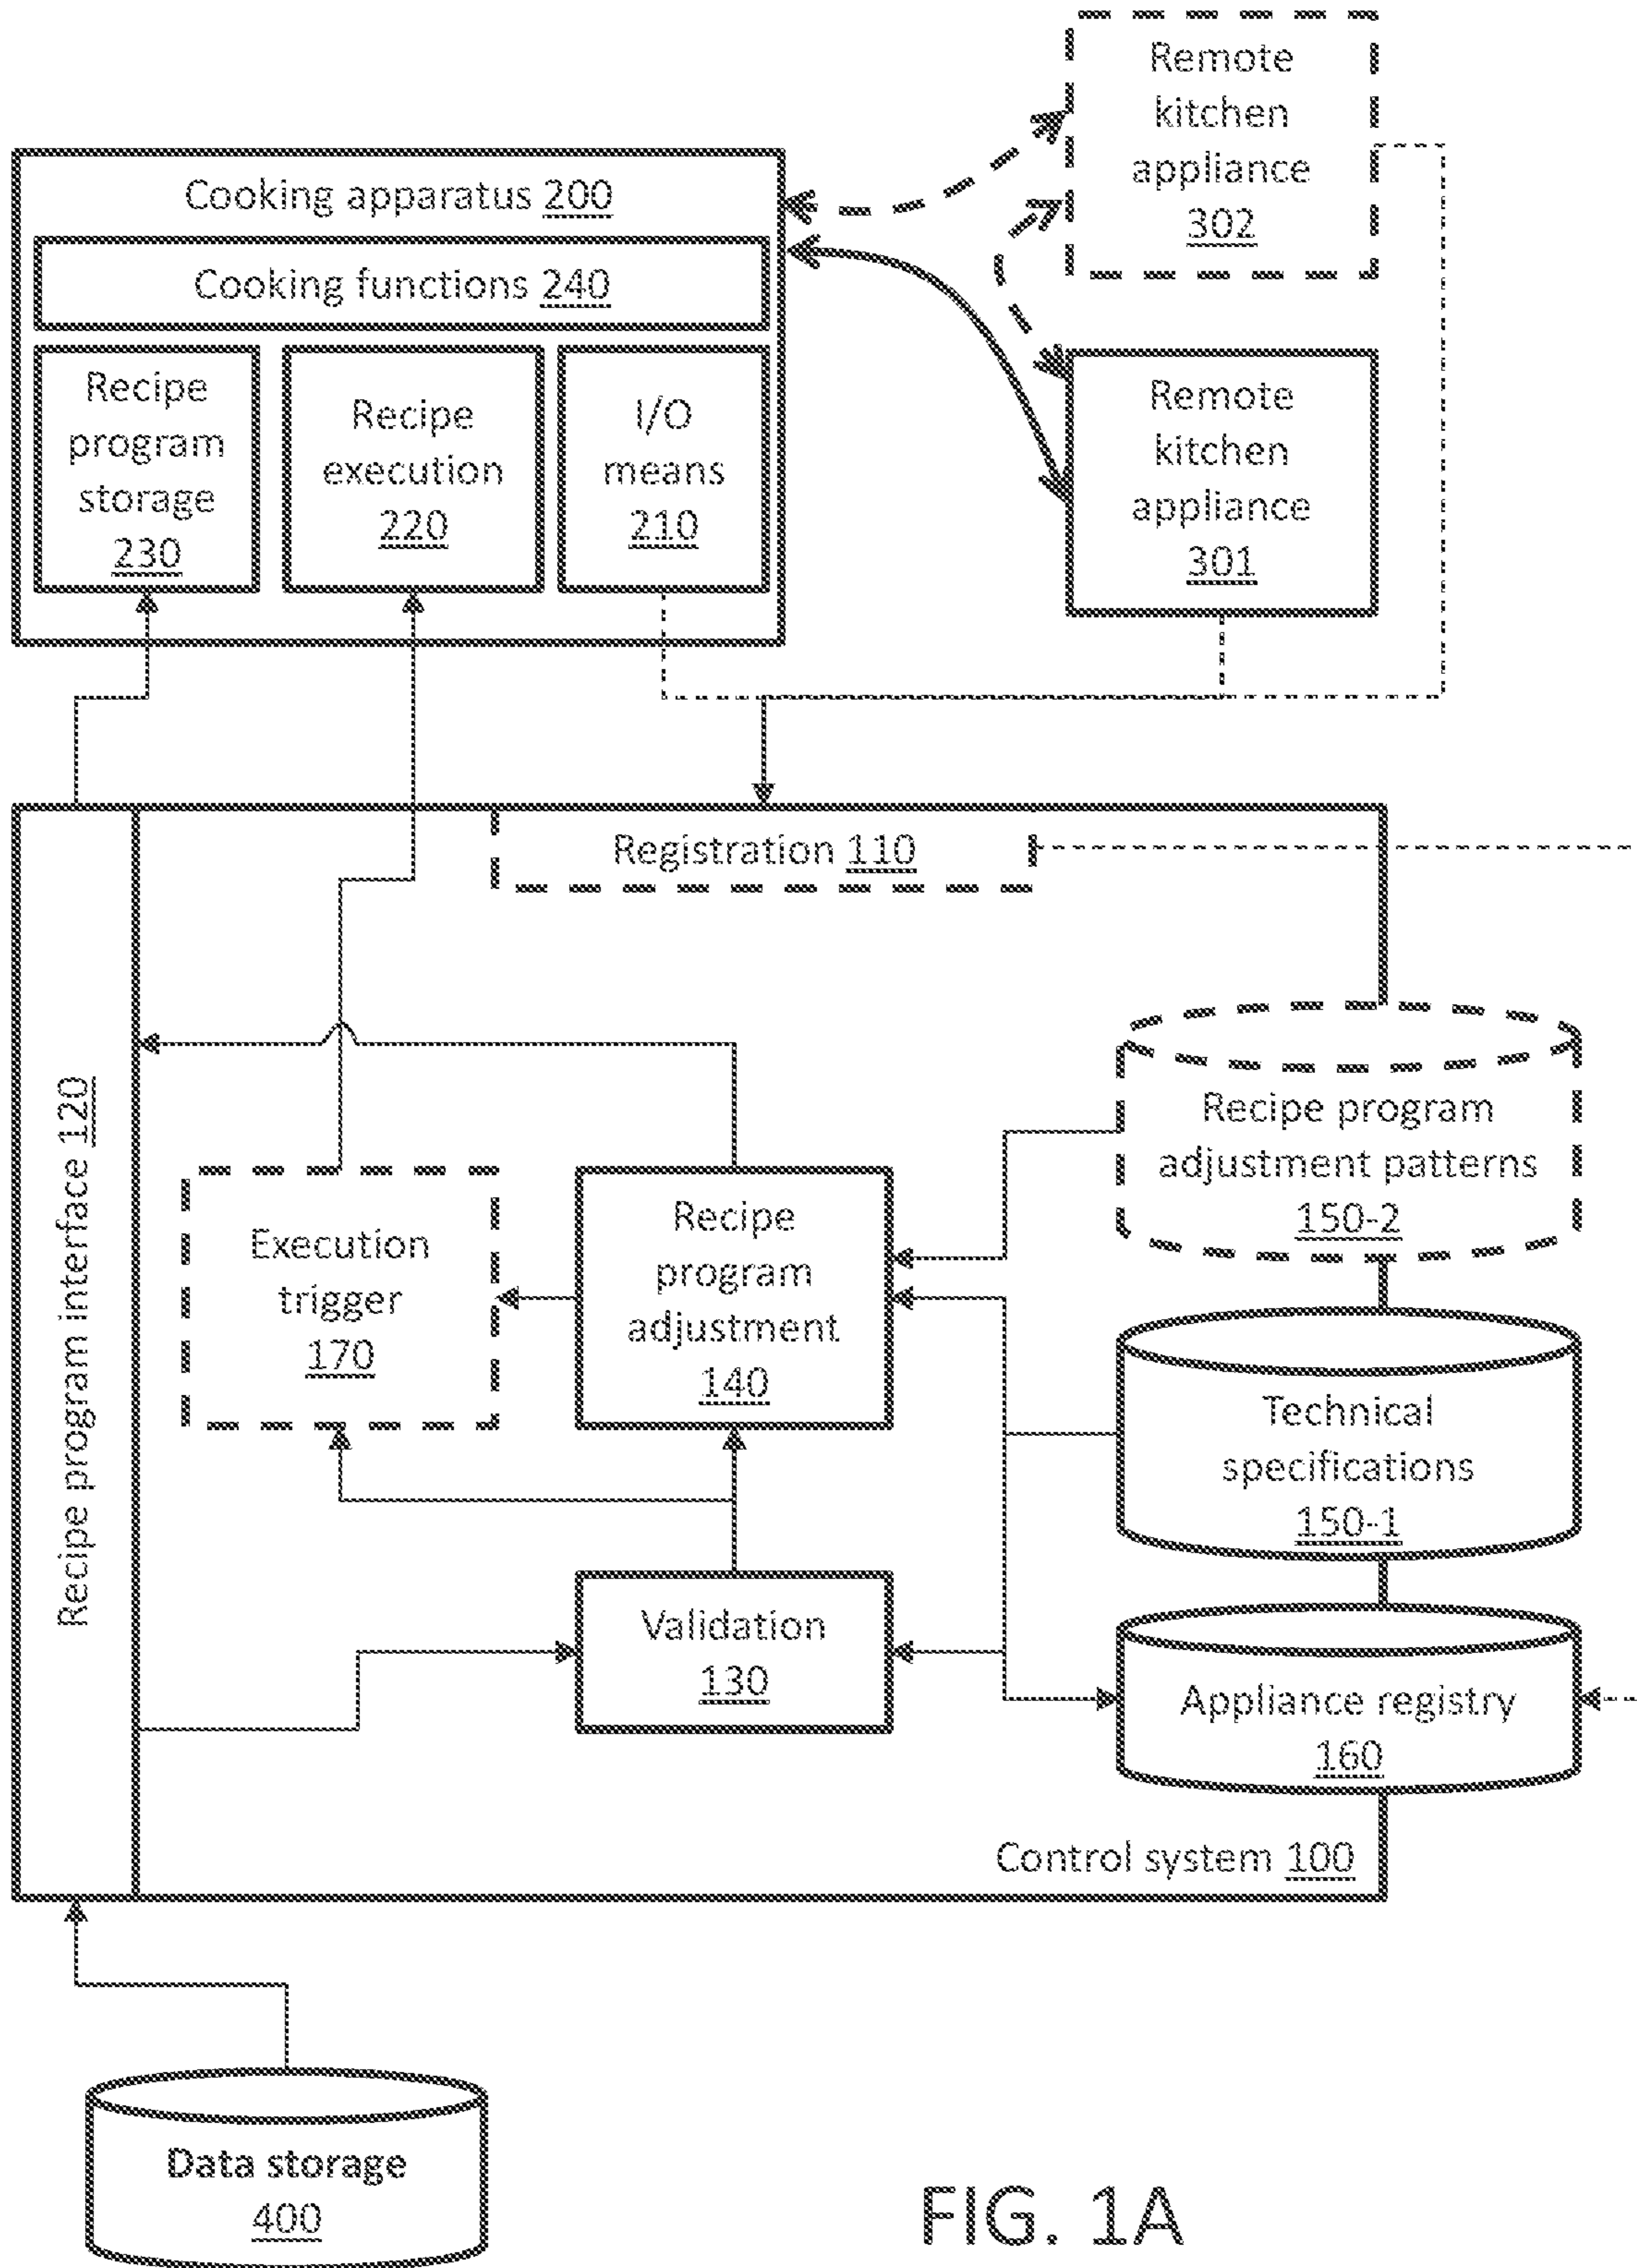 Remote
kitchen
appliance
302
Cooking apparatus 200
Cooking functions 240
Recipe
program
storage
230
Recipe
execution
220
I/O
means
210
Remote
kitchen
appliance
301
Registration 110
Recipe program interface 120
Recipe program
adjustment patterns
150-2
Execution
trigger
170
Recipe
program
adjustment
140
Technical
specifications
150-1
Validation
130
Appliance registry
160
Control system 100
Data storage
400
FIG. 1A